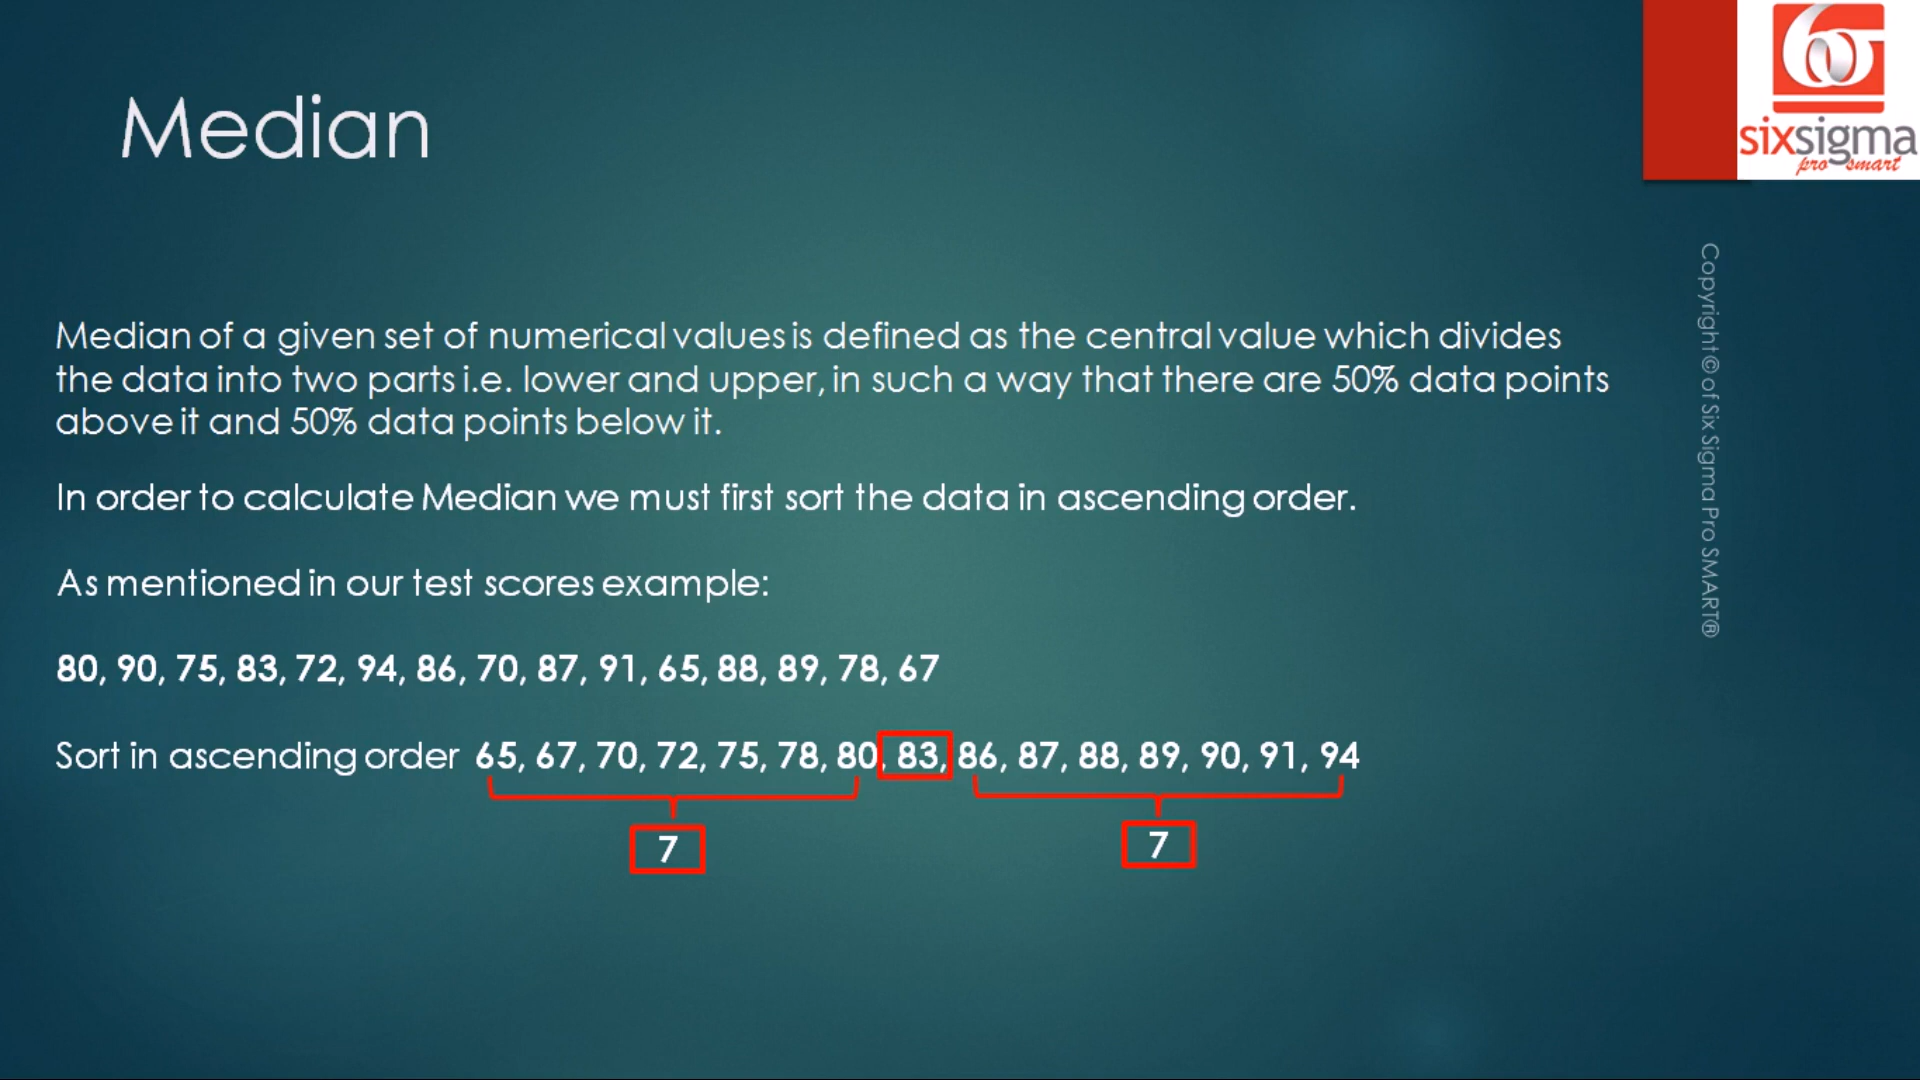 Median
sixsigma
pro smart
Median of a given set of numerical values is defined as the central value which divides
the data into two parts i.e. lower and upper, in such a way that there are 50% data points
above it and 50% data points below it.
In order to calculate Median we must first sort the data in ascending order.
As mentioned in our test scores example:
80, 90, 75, 83, 72, 94, 86, 70, 87, 91, 65, 88, 89, 78, 67
Sort in ascending order 65, 67, 70, 72, 75, 78, 80, 83, 86, 87, 88, 89, 90, 91, 94
7
7
Copyright© of Six Sigma Pro SMART®